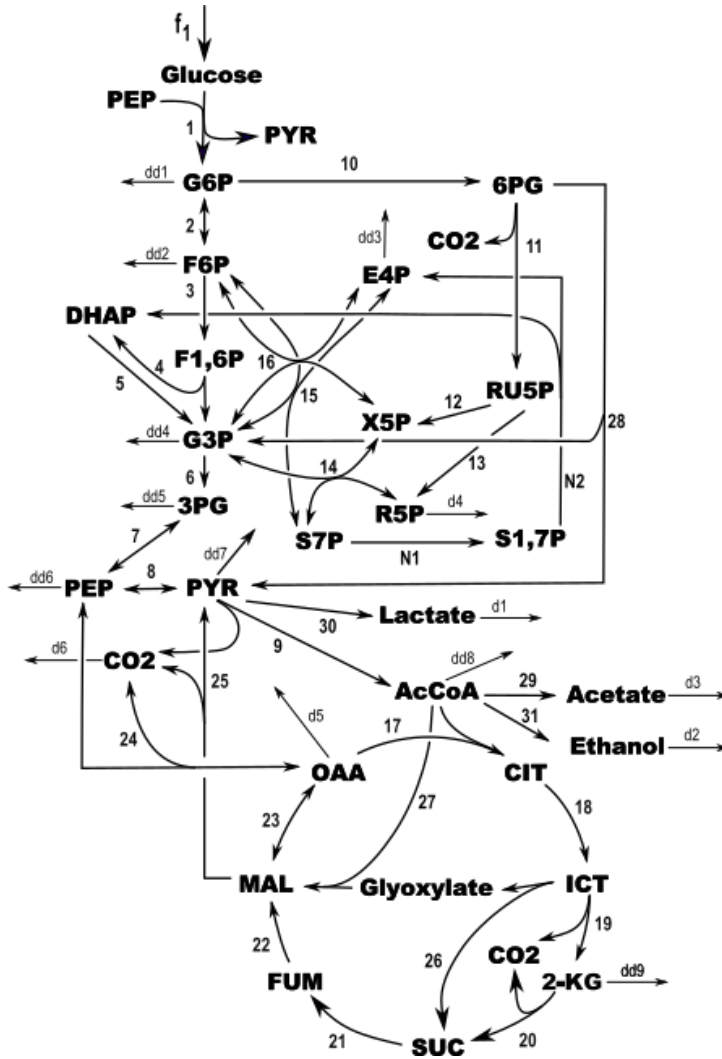 f1
Glucose
PEP
1
PYR
dd1
G6P
10
6PG
2
CO2
11
dd3
dd2
F6P
E4P
3
DHAP
F1,6P
4
5
16
15
RU5P
12
X5P
28
dd4
G3P
13
14
6
N2
dd5
3PG
R5P
d4
S7P
N1
S1,7P
7
dd7
dd6
PEP
8
PYR
30
Lactate
d1
9
d6
CO2
25
dd8
AcCoA
29
Acetate
d3
31
d5
17
Ethanol
d2
24
OAA
CIT
27
18
23
MAL
Glyoxylate
ICT
19
26
CO2
22
FUM
2-KG
dd9
21
SUC
20